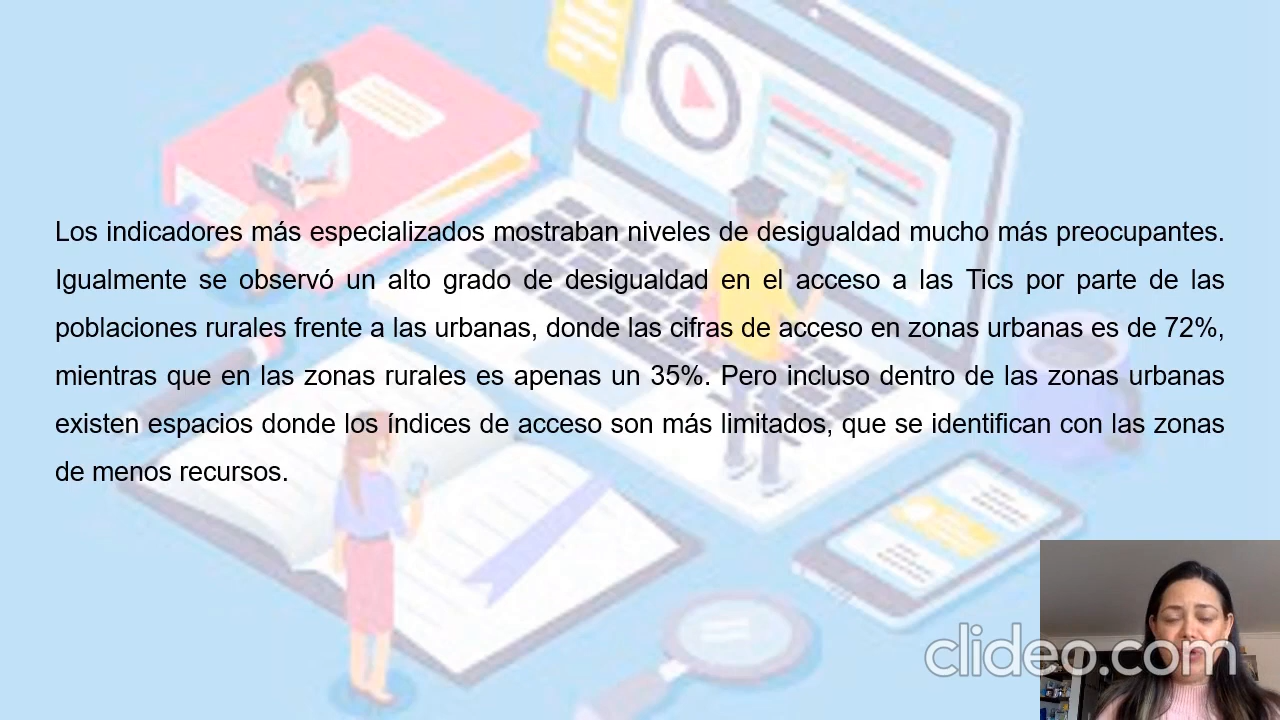 Los indicadores más especializados mostraban niveles de desigualdad mucho más preocupantes.
Igualmente se observó un alto grado de desigualdad en el acceso a las Tics por parte de las
poblaciones rurales frente a las urbanas, donde las cifras de acceso en zonas urbanas es de 72%,
mientras que en las zonas rurales es apenas un 35%. Pero incluso dentro de las zonas urbanas
existen espacios donde los índices de acceso son más limitados, que se identifican con las zonas
de menos recursos.
clideo.com